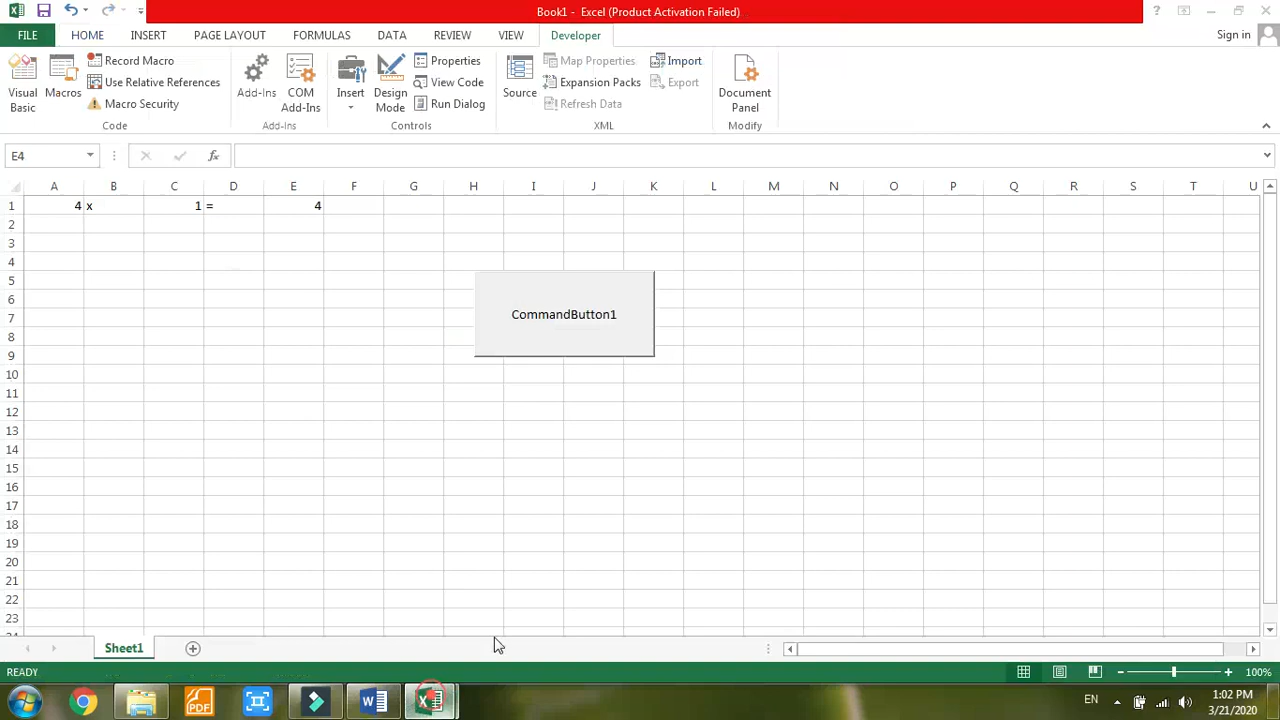 Book1 - Excel (Product Activation Failed)
FILE HOME INSERT PAGE LAYOUT FORMULAS DATA REVIEW VIEW Developer Sign in
Record Macro
Use Relative References
Macro Security
Visual Basic
Macros
Code
Add-Ins
COM Add-Ins
Add-Ins
Insert
Design Mode
Properties
View Code
Run Dialog
Controls
Source
Map Properties
Expansion Packs
Refresh Data
Import
Export
XML
Document Panel
Modify
E4
fx
A B C D E F G H I J K L M N O P Q R S T U
1 4 x 1 = 4
2
3
4
5
6
7
8
9
10
11
12
13
14
15
16
17
18
19
20
21
22
23
24
CommandButton1
Sheet1
READY
100%
PDF
EN
1:02 PM
3/21/2020